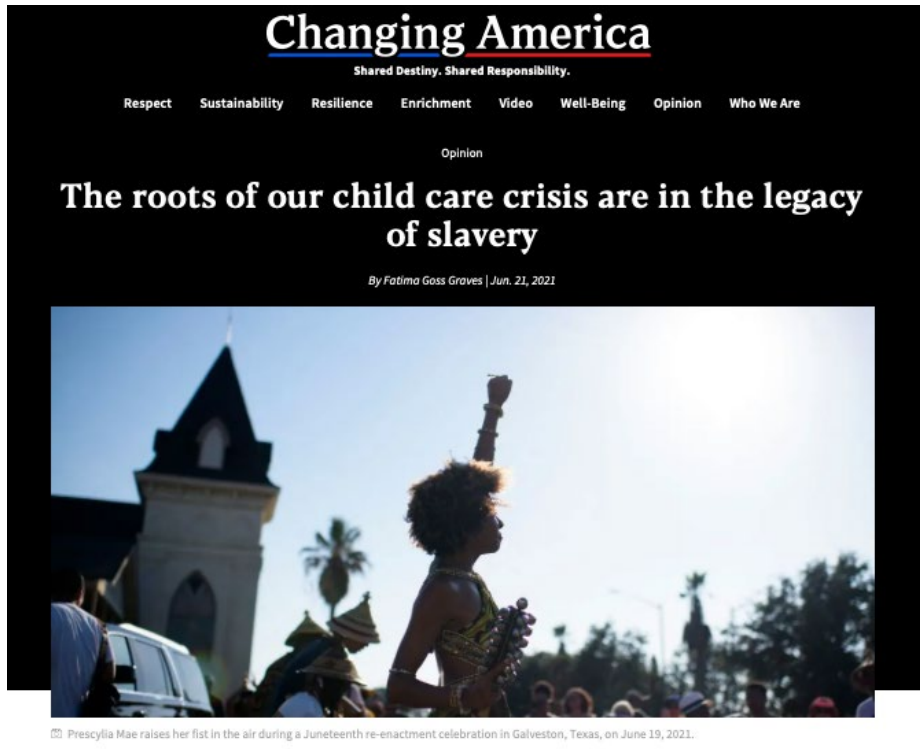 Changing America
Shared Destiny. Shared Responsibility.
Respect Sustainability Resilience Enrichment Video Well-Being Opinion Who We Are
Opinion
The roots of our child care crisis are in the legacy
of slavery
By Fatima Goss Graves | Jun. 21, 2021
Prescylia Mae raises her fist in the air during a Juneteenth re-enactment celebration in Galveston, Texas, on June 19, 2021.